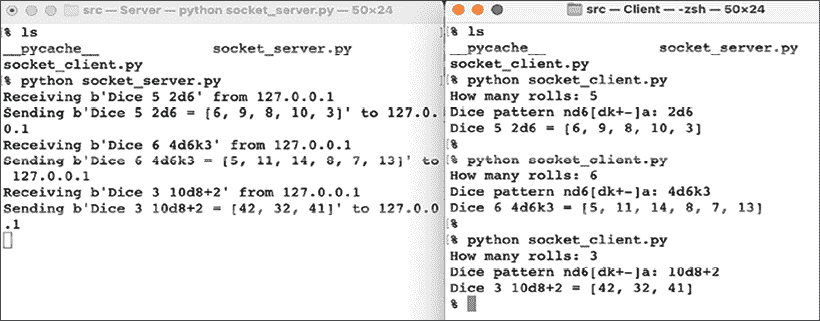 src — Server — python socket_server.py — 50×24
% ls
__pycache__ socket_server.py
socket_client.py
% python socket_server.py
Receiving b'Dice 5 2d6' from 127.0.0.1
Sending b'Dice 5 2d6 = [6, 9, 8, 10, 3]' to 127.0.
0.1
Receiving b'Dice 6 4d6k3' from 127.0.0.1
Sending b'Dice 6 4d6k3 = [5, 11, 14, 8, 7, 13]' to
127.0.0.1
Receiving b'Dice 3 10d8+2' from 127.0.0.1
Sending b'Dice 3 10d8+2 = [42, 32, 41]' to 127.0.0
.1
src — Client — -zsh — 50×24
% ls
__pycache__ socket_server.py
socket_client.py
% python socket_client.py
How many rolls: 5
Dice pattern nd6[dk+-]a: 2d6
Dice 5 2d6 = [6, 9, 8, 10, 3]
%
% python socket_client.py
How many rolls: 6
Dice pattern nd6[dk+-]a: 4d6k3
Dice 6 4d6k3 = [5, 11, 14, 8, 7, 13]
%
% python socket_client.py
How many rolls: 3
Dice pattern nd6[dk+-]a: 10d8+2
Dice 3 10d8+2 = [42, 32, 41]
%